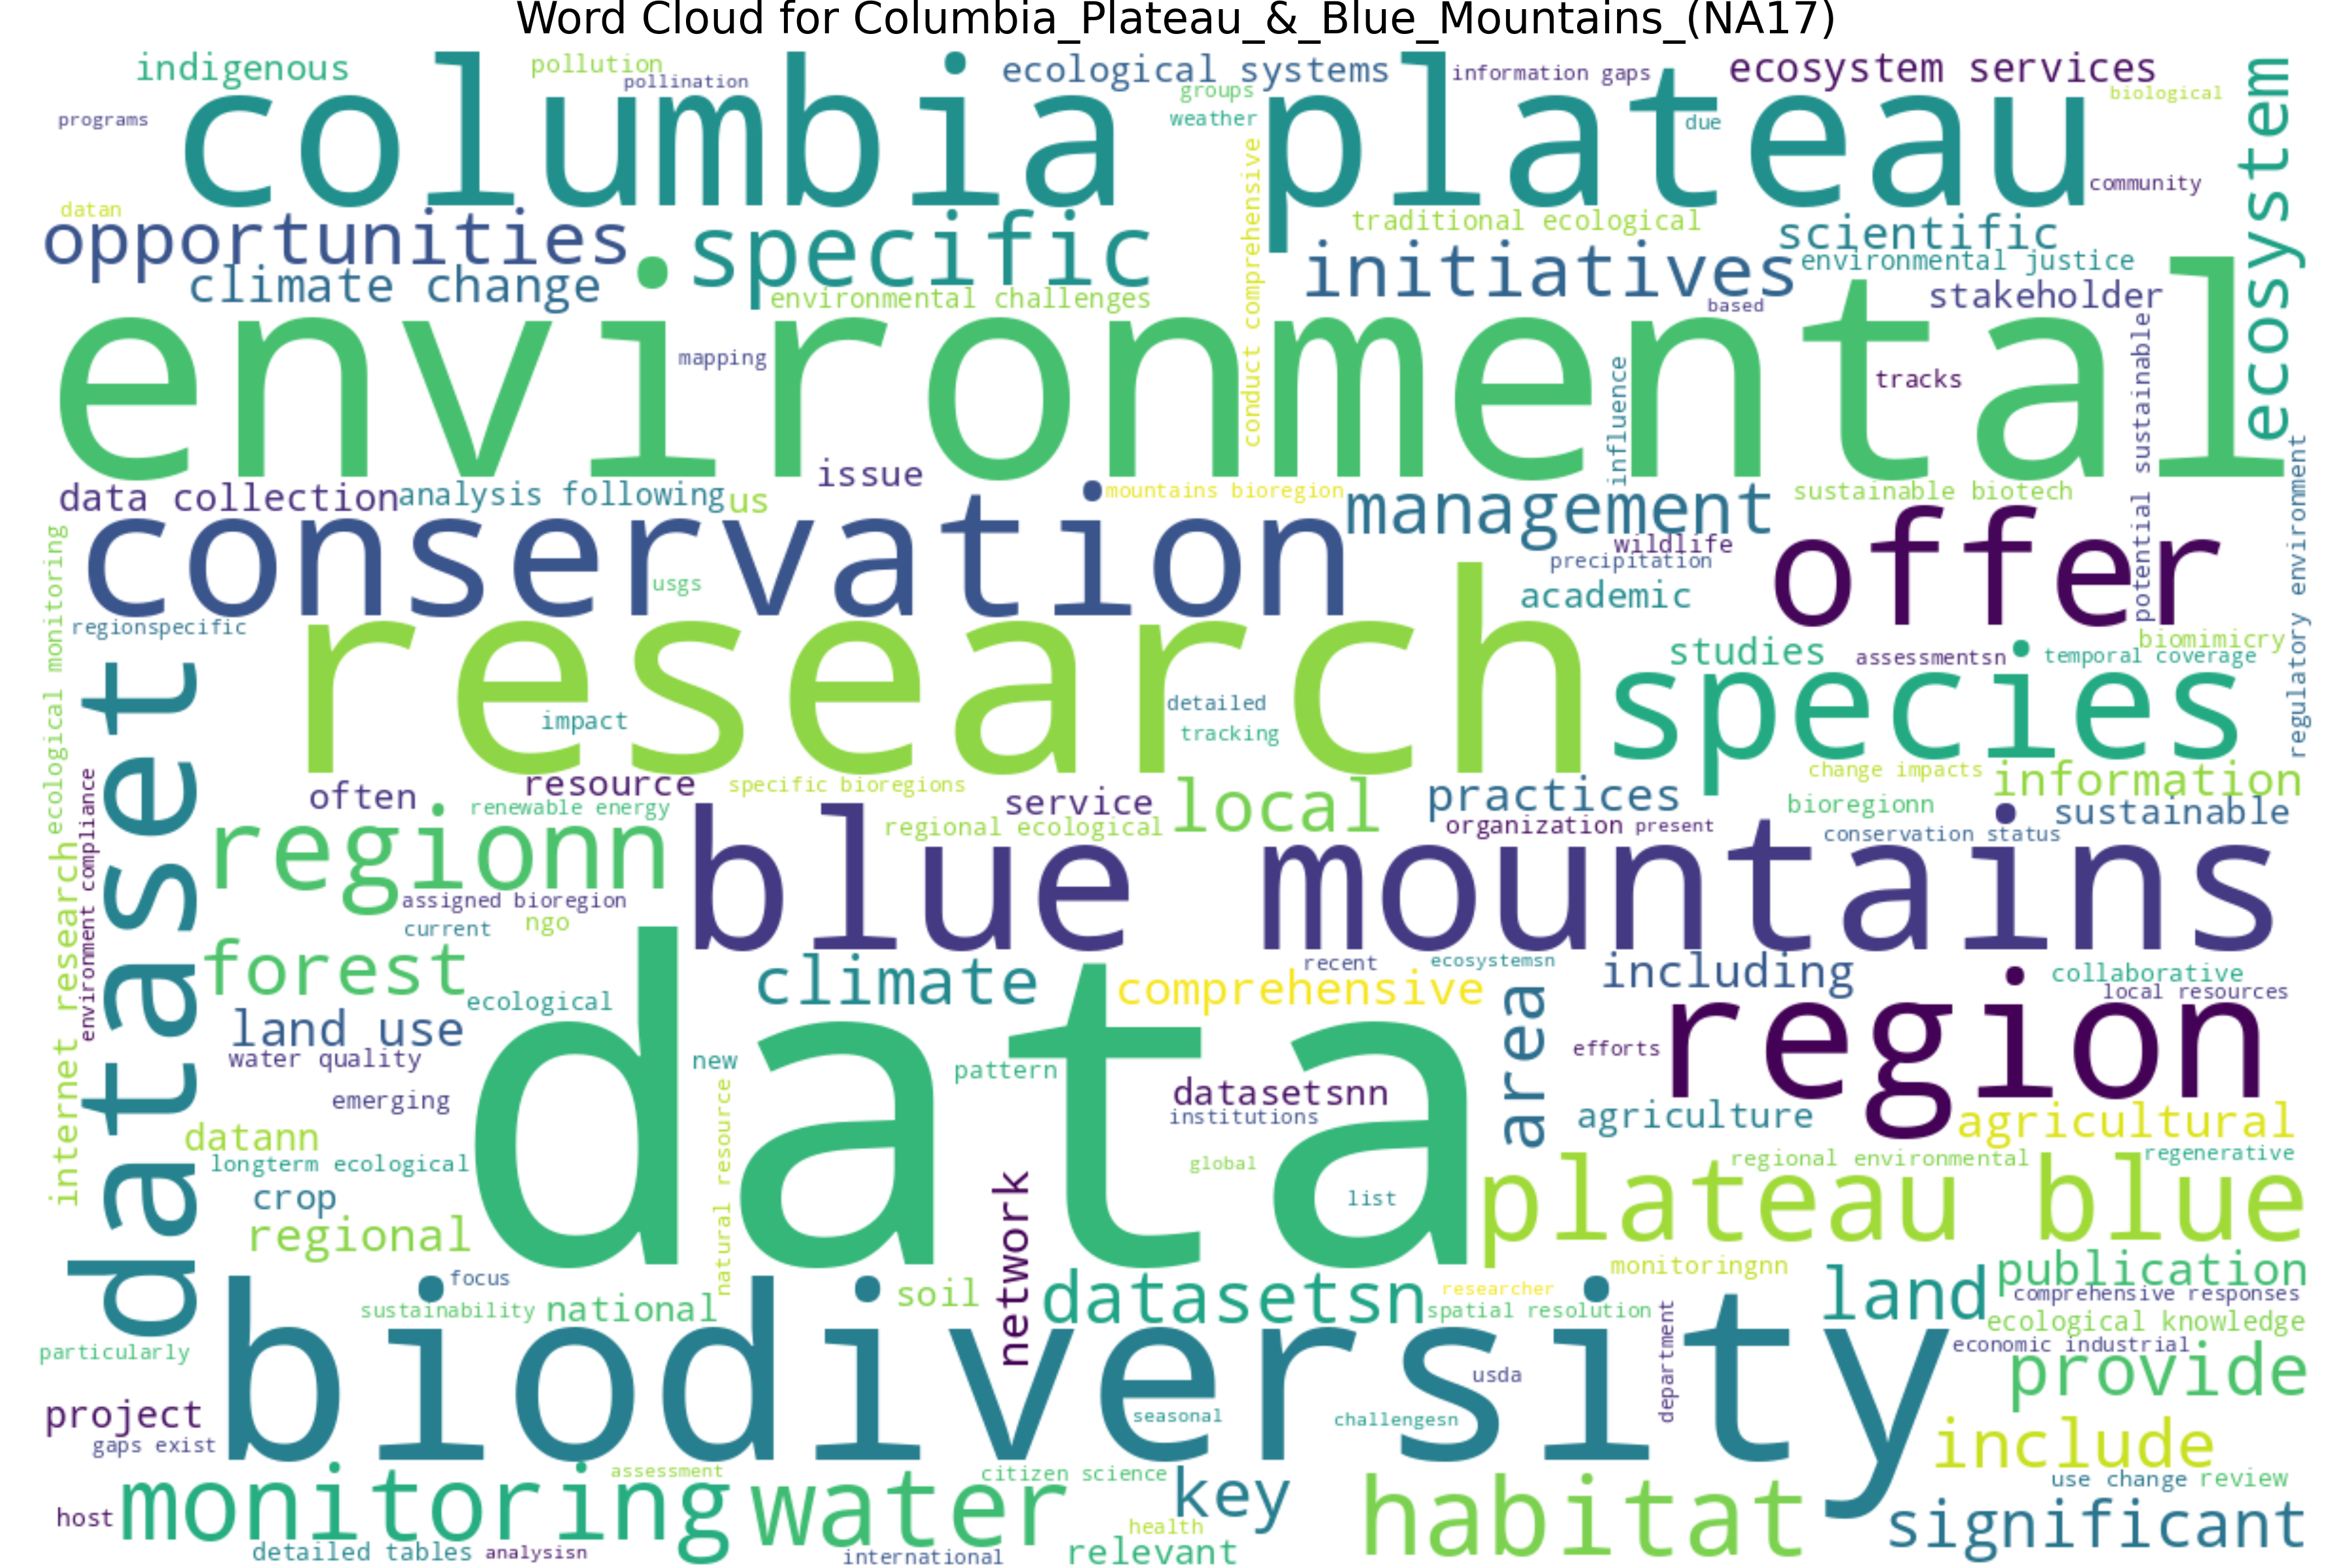 Word Cloud for Columbia_Plateau_&_Blue_Mountains_(NA17)
indigenous
pollution
pollination
ecological systems
information gaps
ecosystem services
groups
biological
programs
weather
due
columbia plateau
community
ecosystem
datan
opportunities
specific
conduct comprehensive
traditional ecological
scientific
climate change
initiatives
environmental justice
environmental challenges
based
stakeholder
environmental
mapping
influence
tracks
potential sustainable
issue
data collection
analysis following
us
mountains bioregion
management
sustainable biotech
regulatory environment
conservation
wildlife
precipitation
offer
usgs
academic
internet research
ecological monitoring
regionspecific
research
studies
assessmentsn
biomimicry
temporal coverage
species
detailed
impact
tracking
dataset
environment compliance
often
resource
specific bioregions
service
local
practices
change impacts
information
renewable energy
bioregionn
sustainable
regional ecological
organization
present
conservation status
regionn
blue mountains
assigned bioregion
current
ngo
forest
climate
recent
ecosystemsn
comprehensive
including
collaborative
local resources
ecological
land use
area
region
efforts
water quality
new
pattern
data
datasetsnn
emerging
institutions
agriculture
agricultural
datann
longterm ecological
natural resource
global
regional environmental
regenerative
crop
list
network
plateau blue
regional
focus
monitoringnn
soil
datasetsn
researcher
land
publication
sustainability
national
spatial resolution
comprehensive responses
ecological knowledge
particularly
biodiversity
department
economic industrial
usda
provide
project
seasonal
challengesn
gaps exist
include
assessment
citizen science
key
use change
review
monitoring
water
habitat
host
health
significant
detailed tables
analysisn
international
relevant